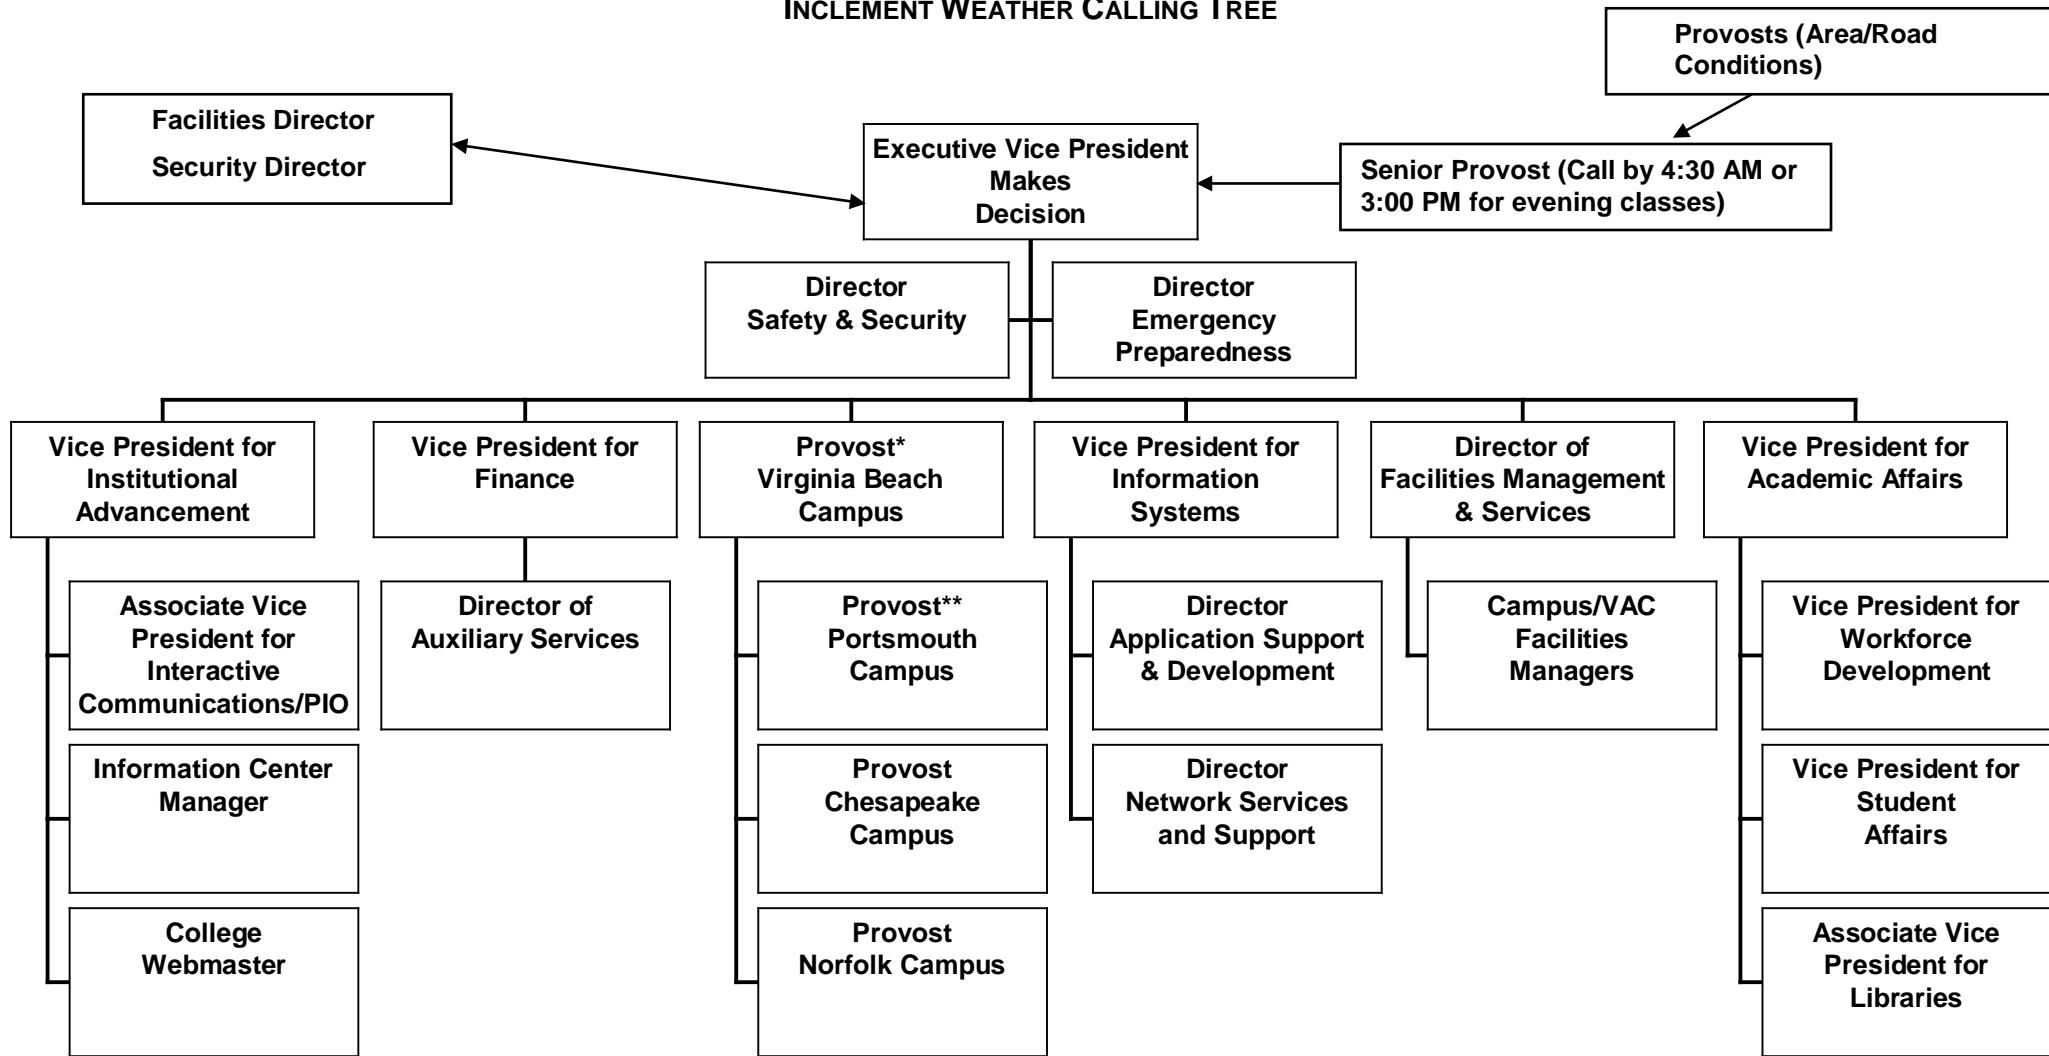 INCLEMENT WEATHER CALLING TREE
Provosts (Area/Road
Conditions)
Facilities Director
Security Director
Executive Vice President
Makes
Decision
Senior Provost (Call by 4:30 AM or
3:00 PM for evening classes)
Director
Safety & Security
Director
Emergency
Preparedness
Vice President for
Institutional
Advancement
Vice President for
Finance
Provost*
Virginia Beach
Campus
Vice President for
Information
Systems
Director of
Facilities Management
& Services
Vice President for
Academic Affairs
Associate Vice
President for
Interactive
Communications/PIO
Director of
Auxiliary Services
Provost**
Portsmouth
Campus
Director
Application Support
& Development
Campus/VAC
Facilities
Managers
Vice President for
Workforce
Development
Information Center
Manager
Provost
Chesapeake
Campus
Director
Network Services
and Support
Vice President for
Student
Affairs
College
Webmaster
Provost
Norfolk Campus
Associate Vice
President for
Libraries